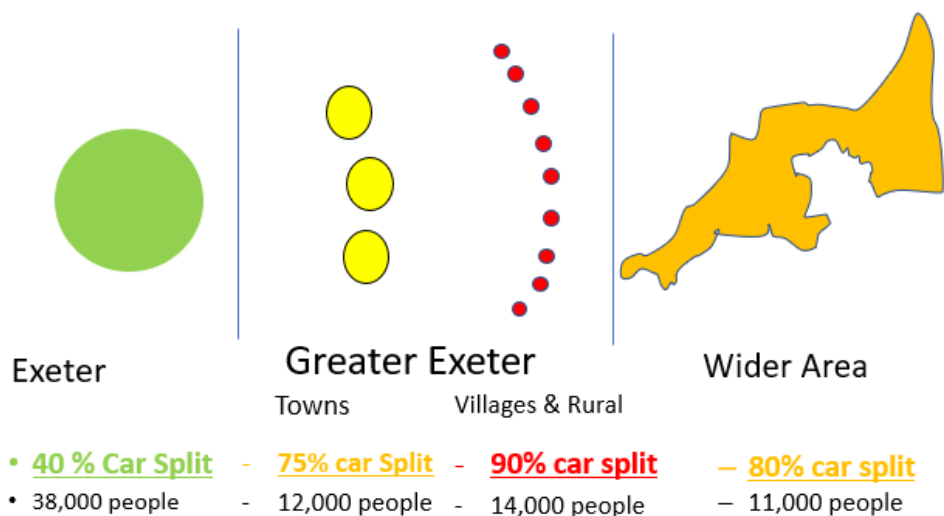 Exeter
Greater Exeter
Wider Area
Towns
Villages & Rural
• 40 % Car Split
- 75% car Split
- 90% car split
– 80% car split
• 38,000 people
- 12,000 people
- 14,000 people
– 11,000 people